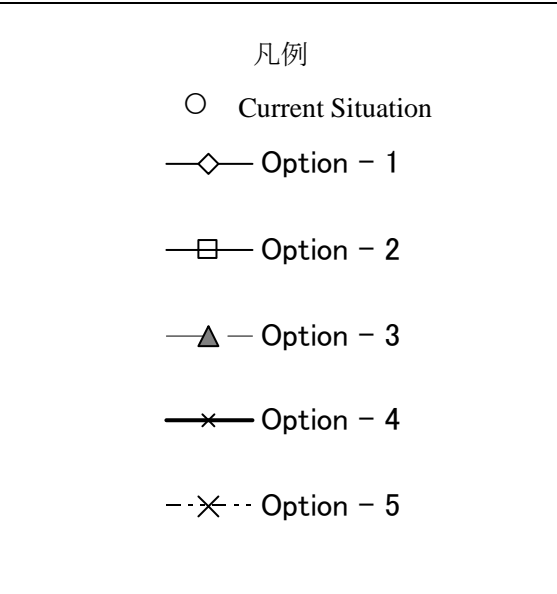 凡例
Current Situation
Option - 1
Option - 2
Option - 3
Option - 4
Option - 5